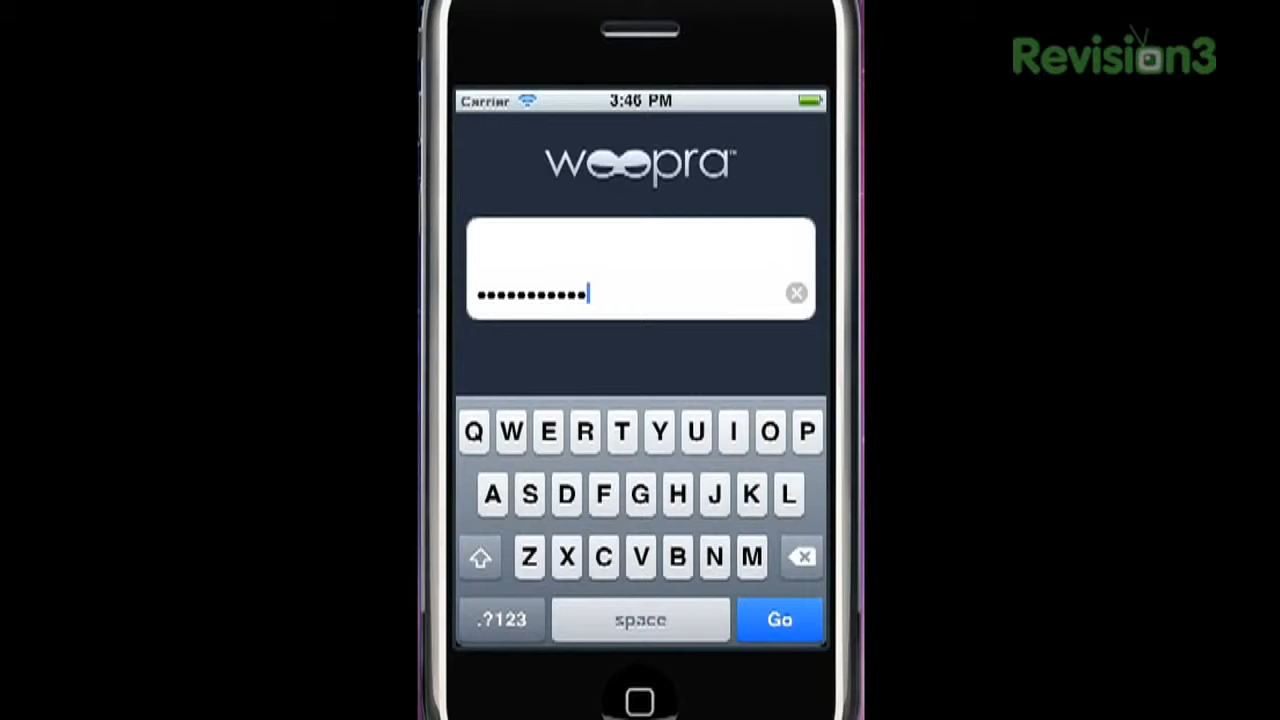 Revision3
Carrier 3:46 PM
woopra™
•••••••••••
Q W E R T Y U I O P
A S D F G H J K L
Z X C V B N M
.?123 space Go